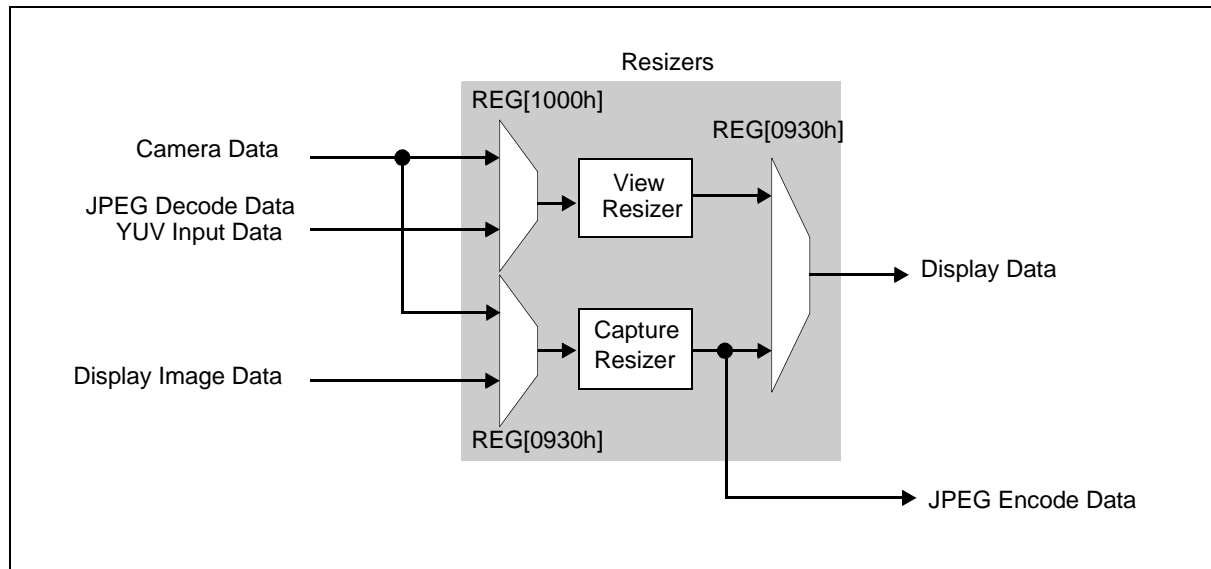 Resizers
REG[1000h]
REG[0930h]
Camera Data
View
Resizer
JPEG Decode Data
YUV Input Data
Display Data
Capture
Resizer
Display Image Data
REG[0930h]
JPEG Encode Data